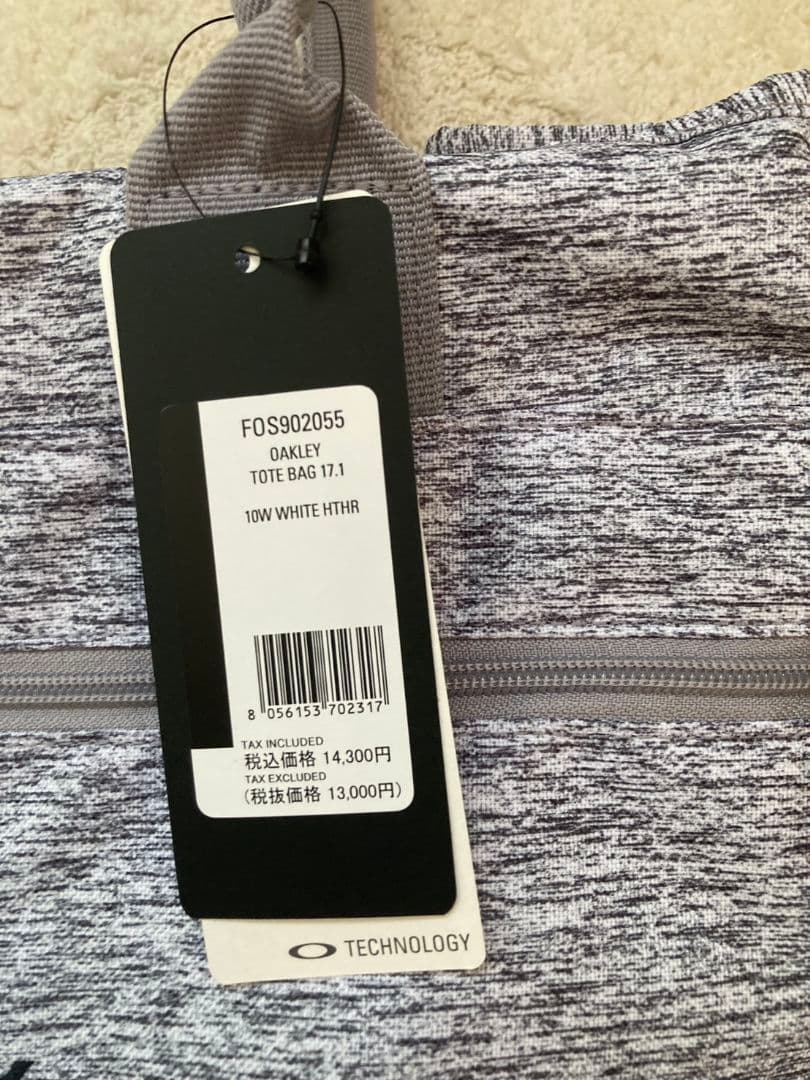 FOS902055
OAKLEY
TOTE BAG 17.1
10W WHITE HTHR
8 056153 702317
TAX INCLUDED
税込価格 14,300円
TAX EXCLUDED
(税抜価格 13,000円)
TECHNOLOGY